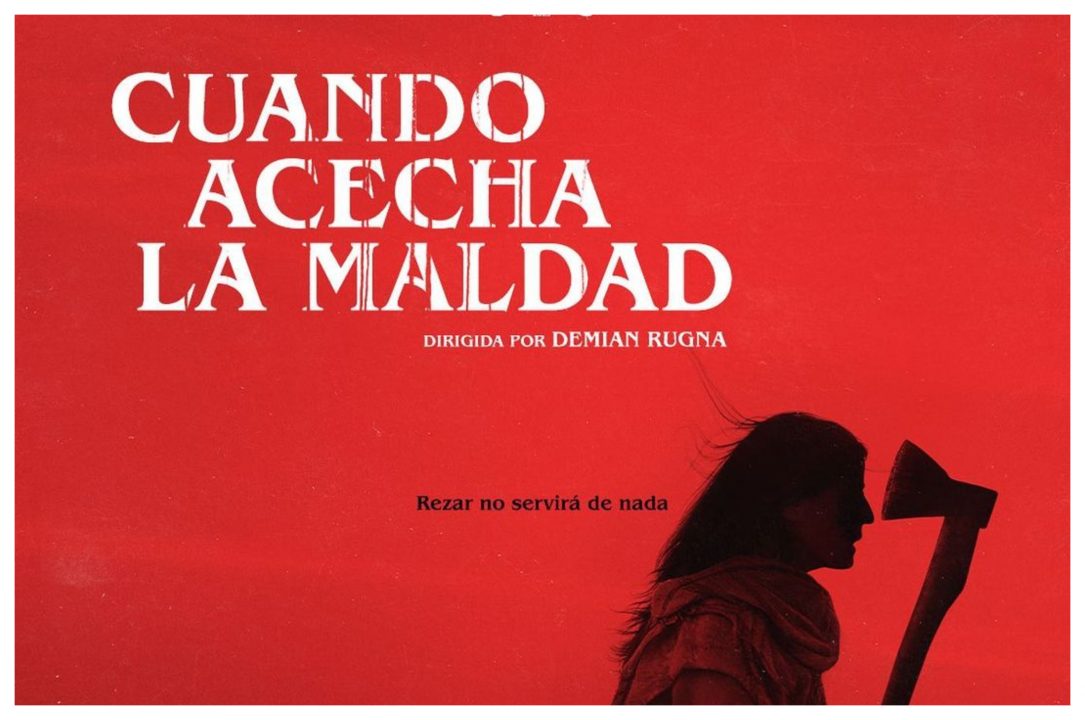 CUANDO
ACECHA
LA MALDAD
DIRIGIDA POR DEMIAN RUGNA
Rezar no servirá de nada